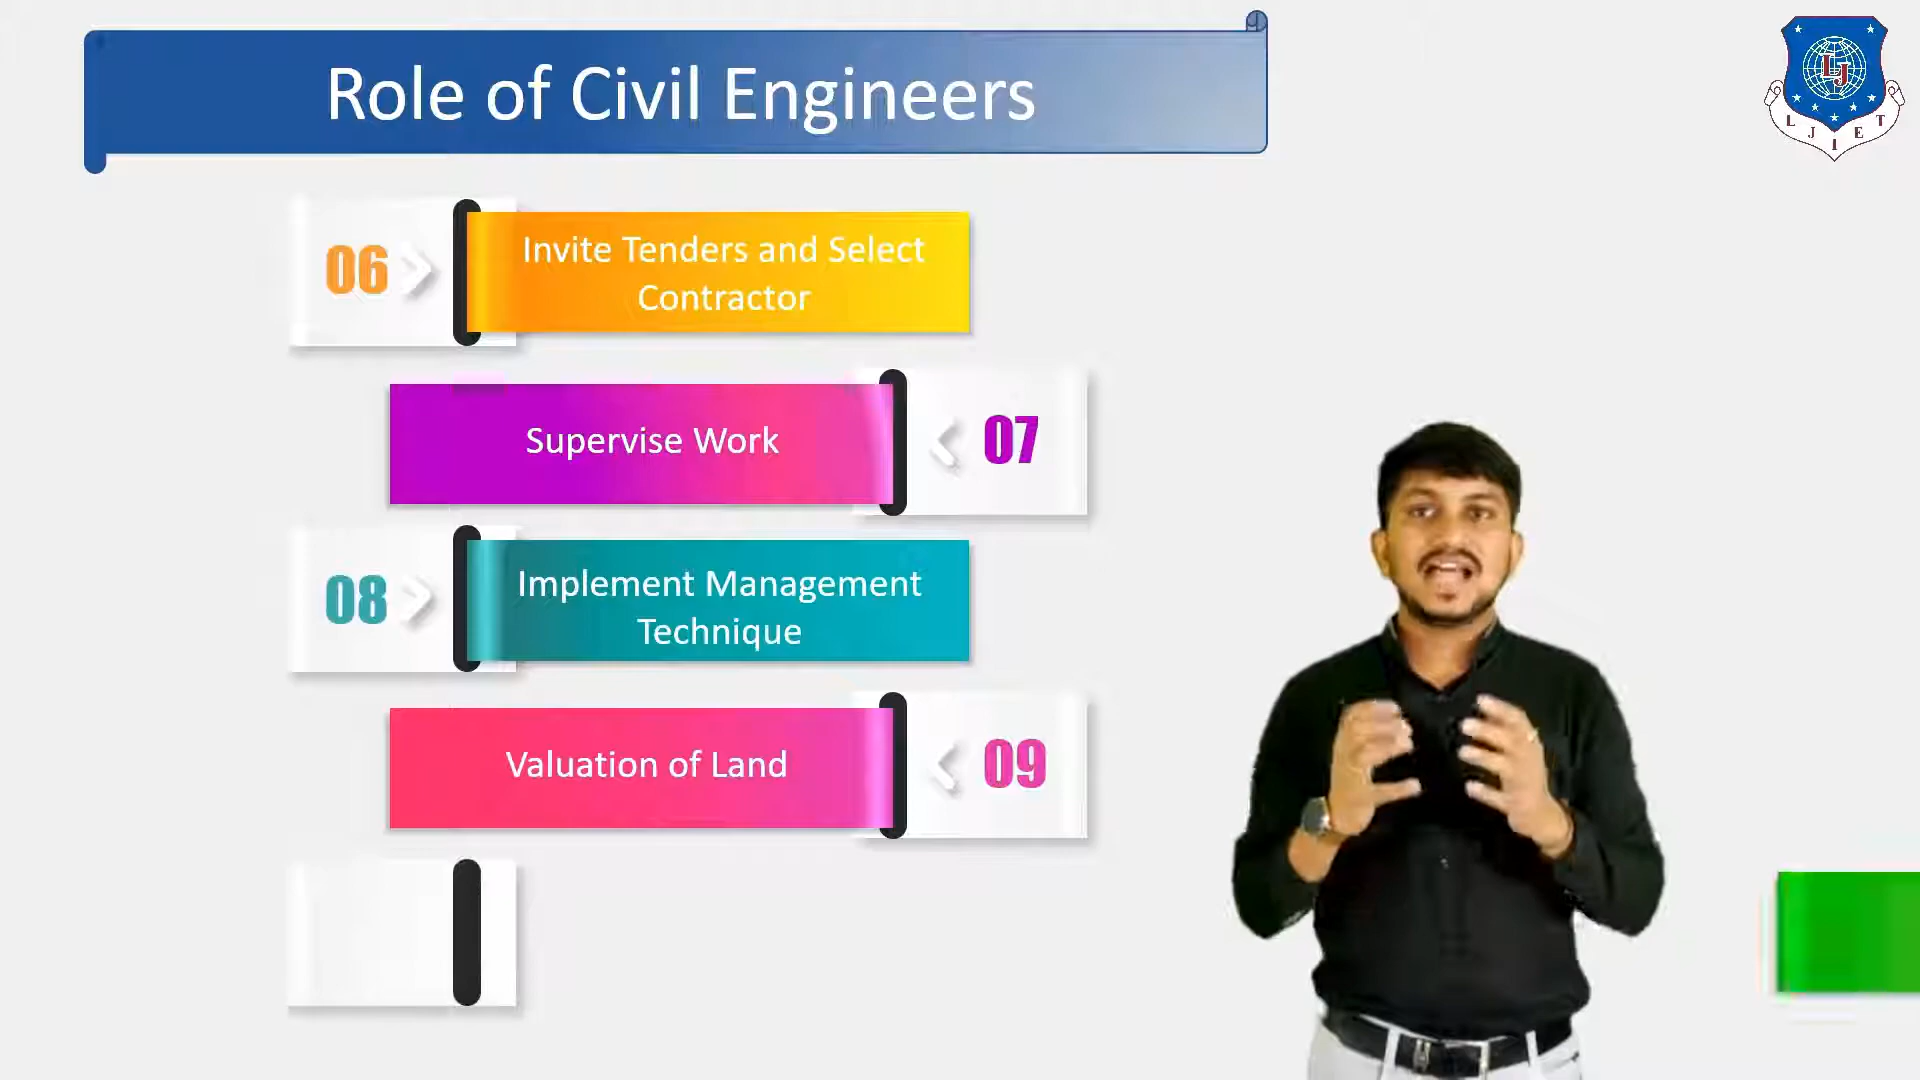 Role of Civil Engineers
LJ
L J I E T
06
Invite Tenders and Select
Contractor
Supervise Work
07
08
Implement Management
Technique
Valuation of Land
09